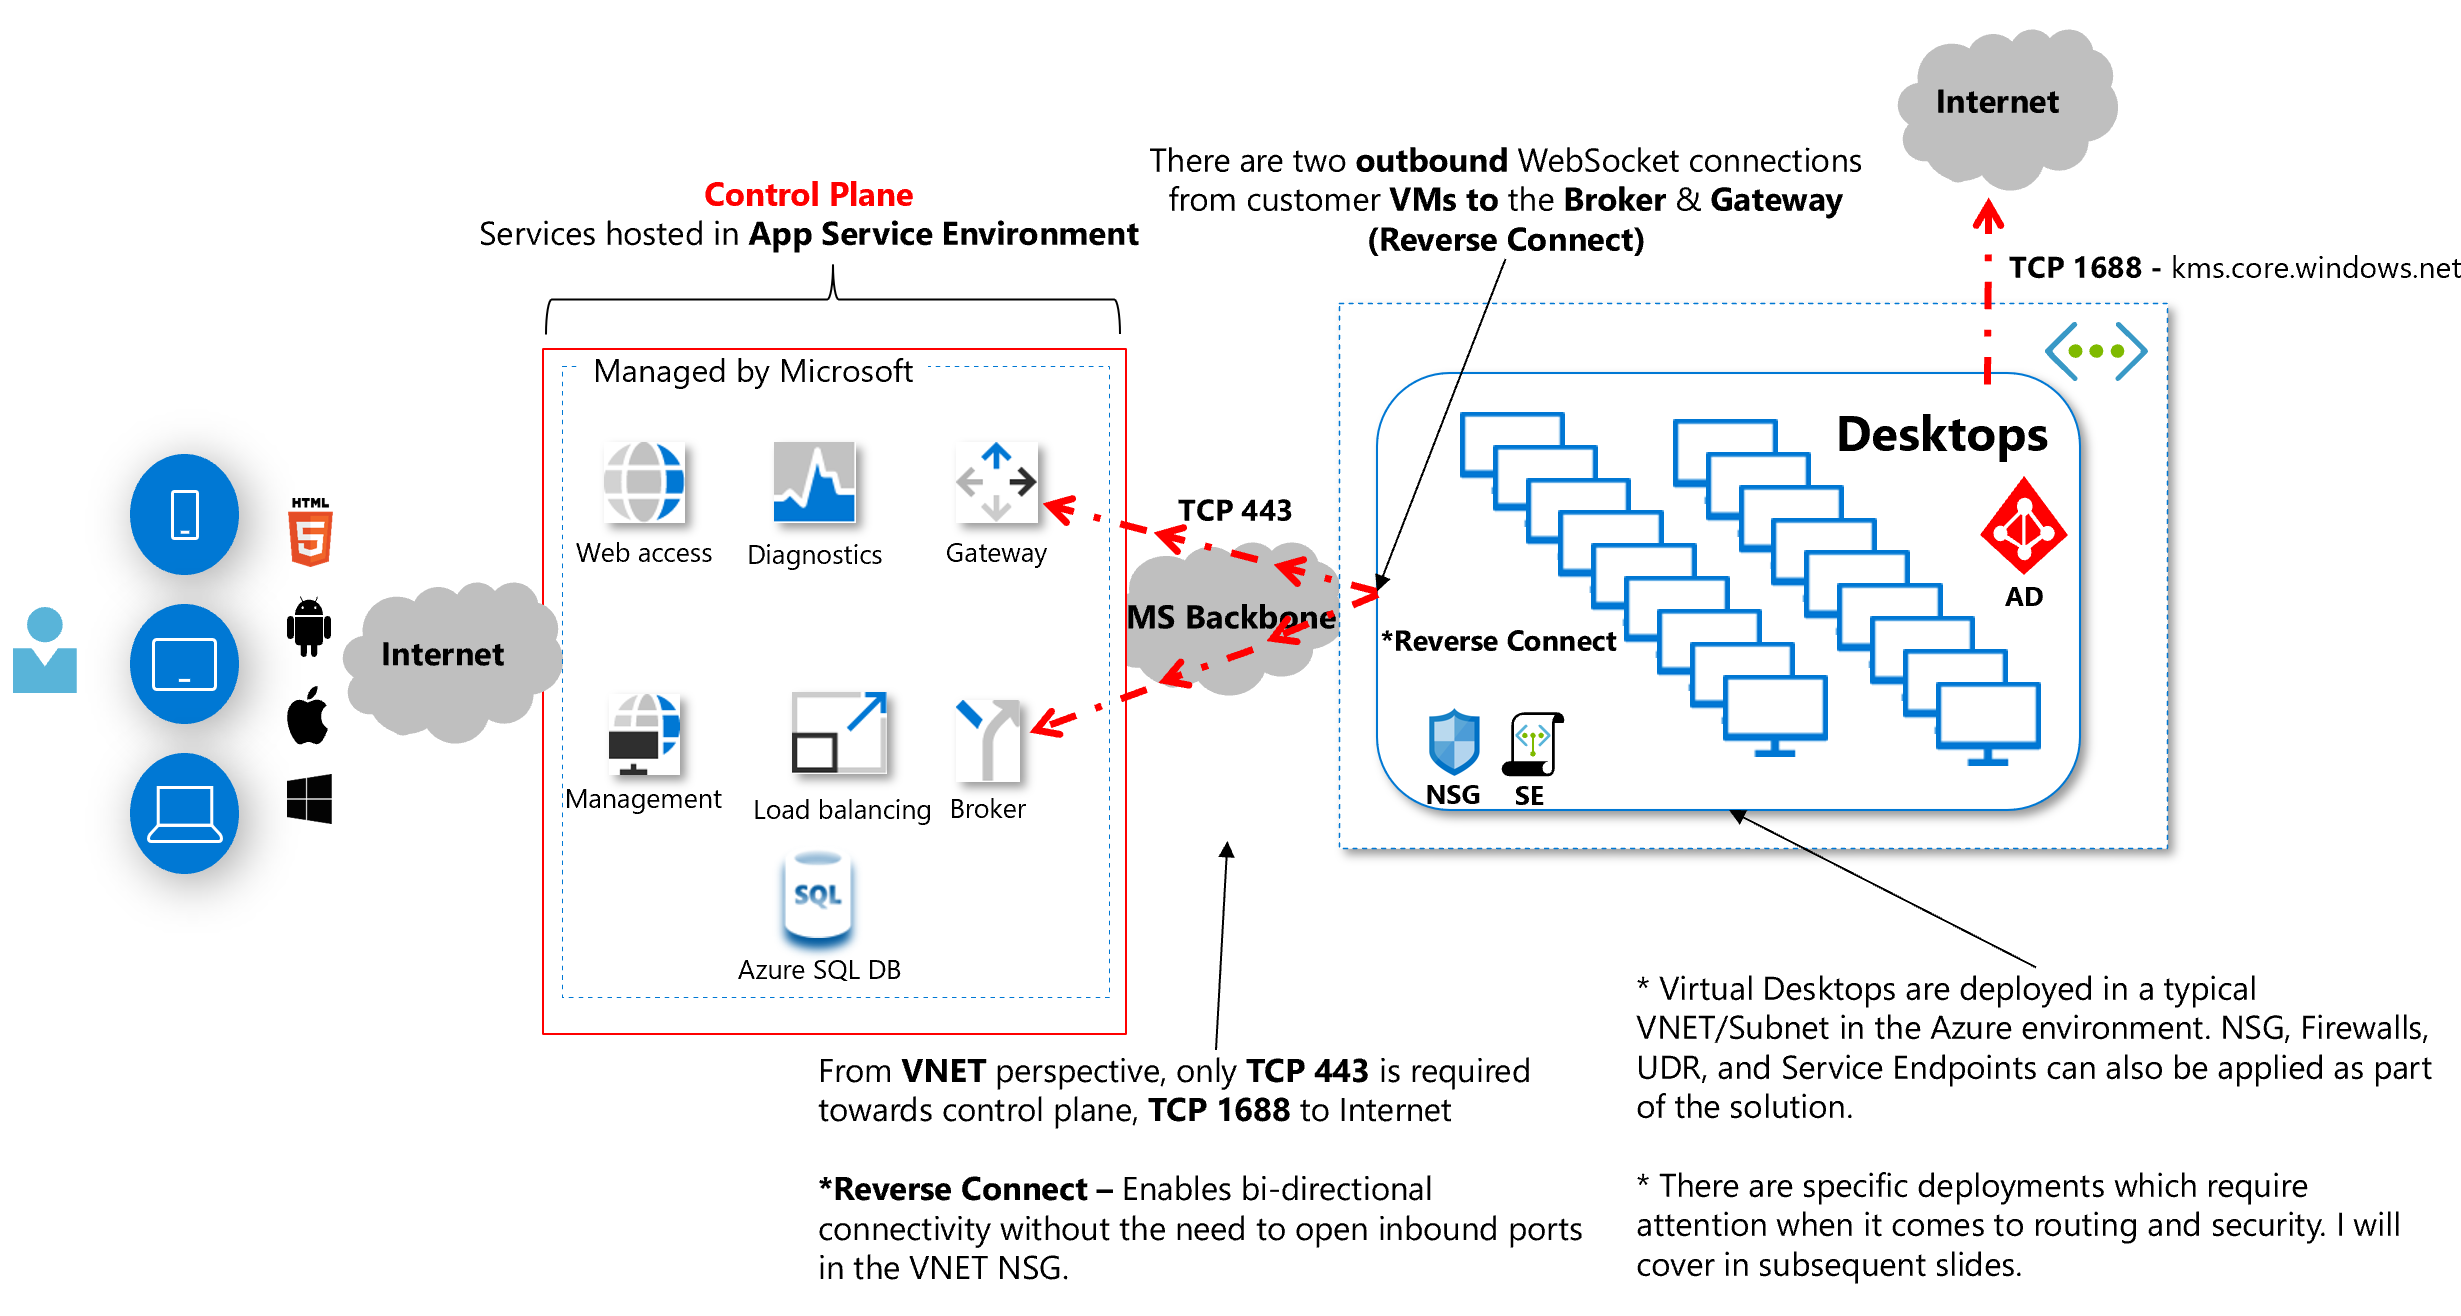 Internet
There are two outbound WebSocket connections
from customer VMs to the Broker & Gateway
(Reverse Connect)
Control Plane
Services hosted in App Service Environment
TCP 1688 - kms.core.windows.net
Managed by Microsoft
Desktops
HTML
5
Web access
Diagnostics
Gateway
TCP 443
AD
MS Backbone
*Reverse Connect
Internet
Management
Load balancing
Broker
NSG
SE
SQL
Azure SQL DB
From VNET perspective, only TCP 443 is required
towards control plane, TCP 1688 to Internet
*Reverse Connect – Enables bi-directional
connectivity without the need to open inbound ports
in the VNET NSG.
* Virtual Desktops are deployed in a typical
VNET/Subnet in the Azure environment. NSG, Firewalls,
UDR, and Service Endpoints can also be applied as part
of the solution.
* There are specific deployments which require
attention when it comes to routing and security. I will
cover in subsequent slides.